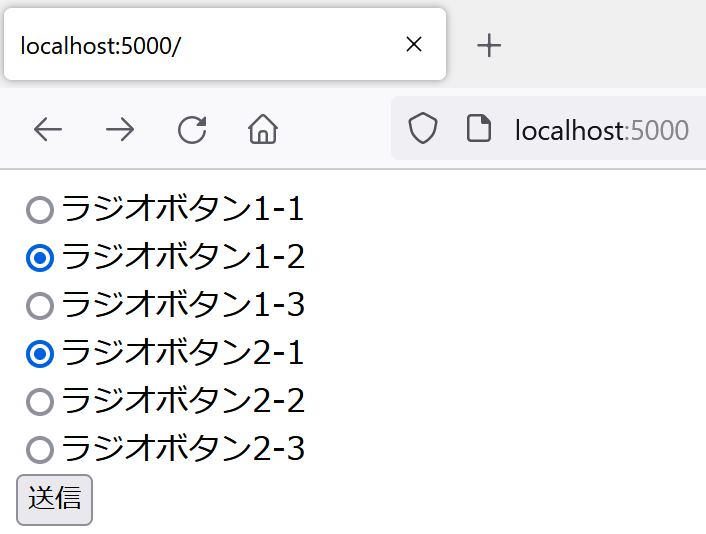 localhost:5000/
localhost:5000
ラジオボタン1-1
ラジオボタン1-2
ラジオボタン1-3
ラジオボタン2-1
ラジオボタン2-2
ラジオボタン2-3
送信